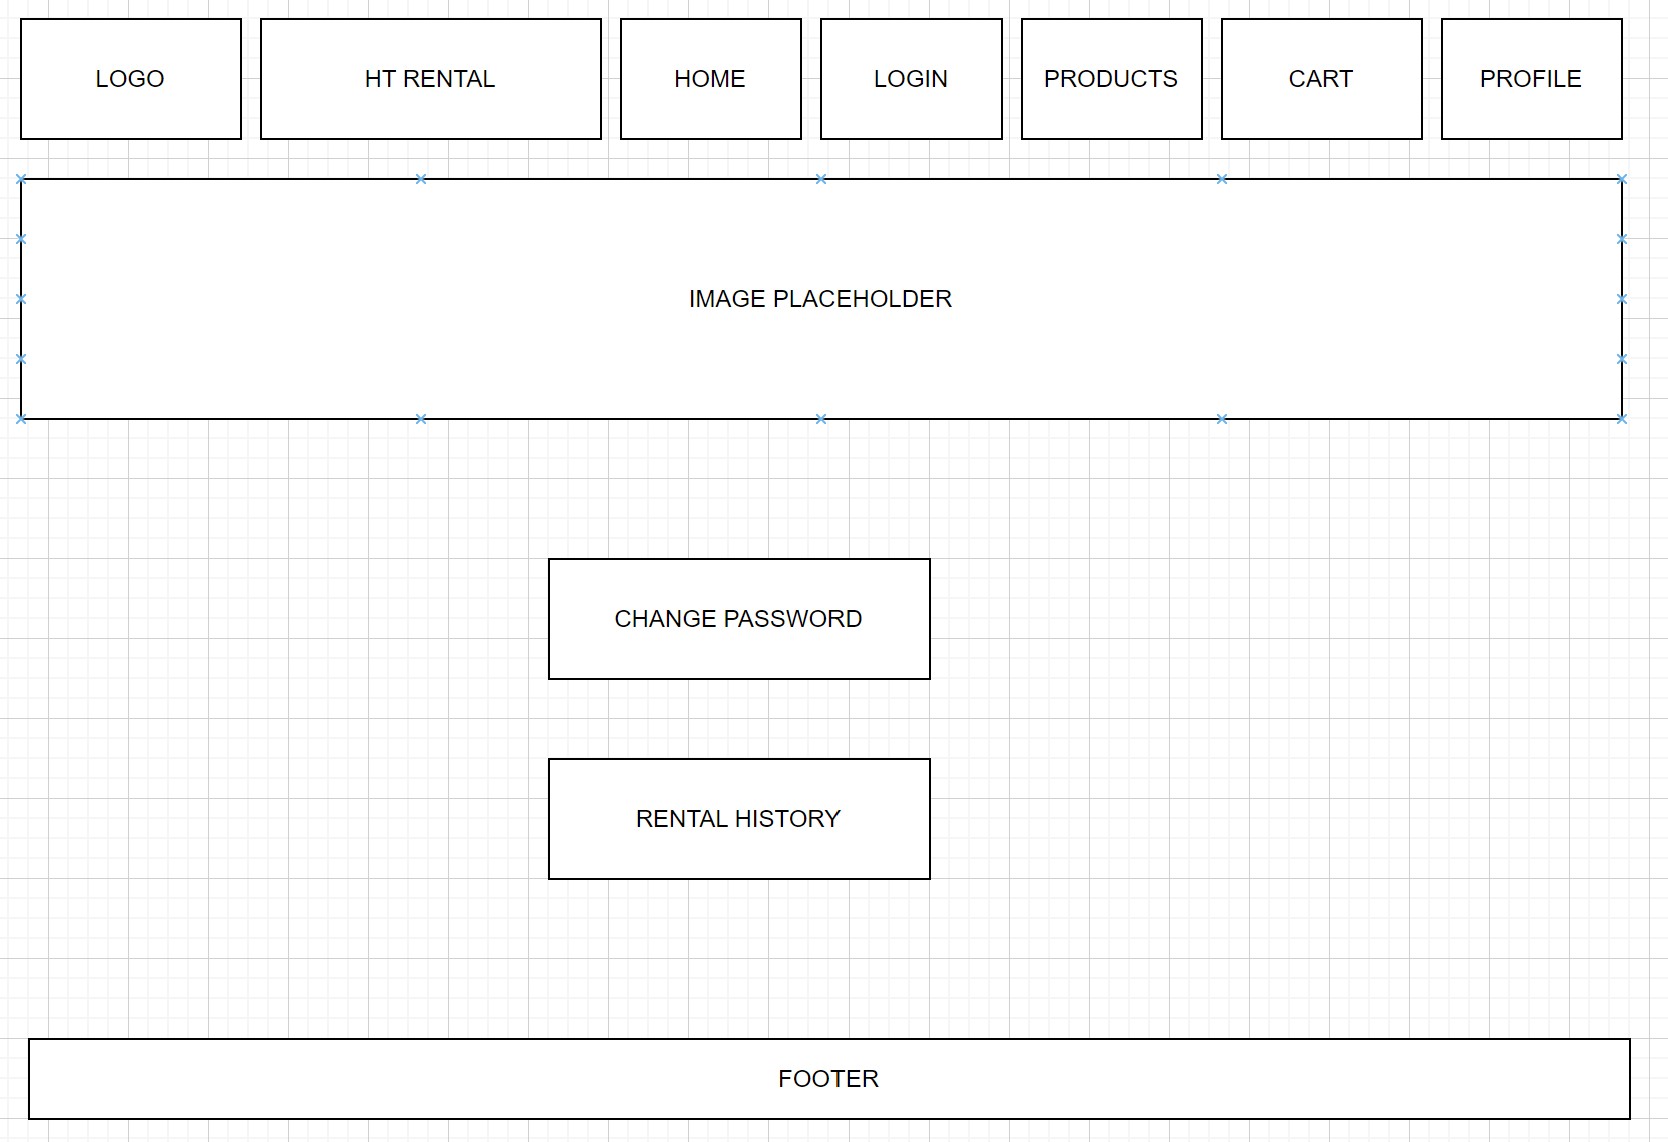 LOGO
HT RENTAL
HOME
LOGIN
PRODUCTS
CART
PROFILE
IMAGE PLACEHOLDER
CHANGE PASSWORD
RENTAL HISTORY
FOOTER